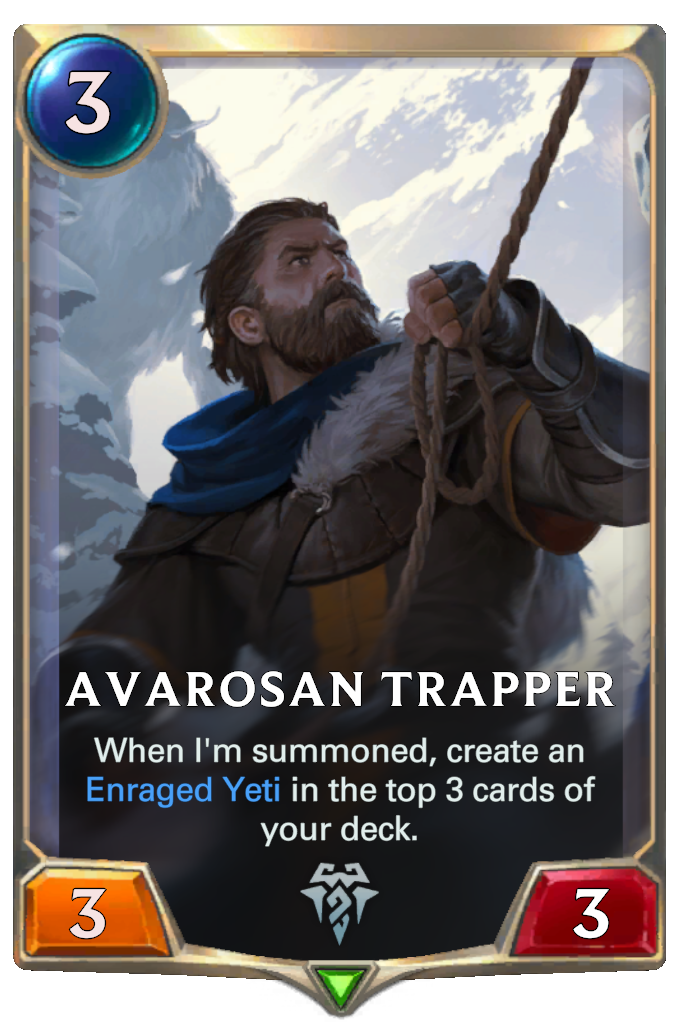 3
AVAROSAN TRAPPER
When I'm summoned, create an
Enraged Yeti in the top 3 cards of
your deck.
3
3